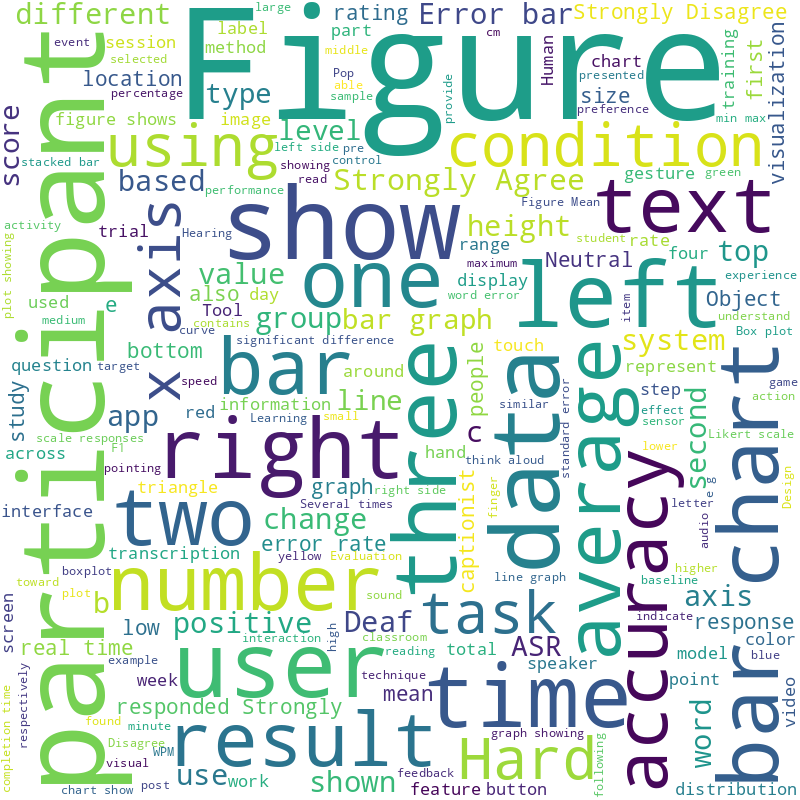 different
large
rating
Error bar
Strongly Disagree
event
session
label
part
middle
cm
Human
chart
first
training
visualization
selected
method
able
Pop
provide
presented
location
type
percentage
sample
size
preference
min max
Figure
participant
score
figure shows
image
level
using
condition
stacked bar
left side
pre
showing
control
based
read
Strongly Agree
gesture
green
performance
text
Figure Mean
activity
x axis
trial
Hearing
show
height
range
student
rate
four
top
plot showing
value
maximum
Neutral
display
experience
used
e
also
day
one
word error
left
item
understand
medium
Tool
contains
group
bar graph
Object
Box plot
bottom
curve
significant difference
system
question
target
touch
people
represent
game
study
speed
bar
around
line
three
data
average
step
second
action
app
red
information
small
similar
standard error
effect
sensor
chart
scale responses
Learning
F1
across
right
hand
c
lower
Likert scale
pointing
think aloud
accuracy
triangle
graph
right side
captionist
finger
letter
audio
e g
Design
interface
two
Several times
change
transcription
error rate
line graph
baseline
higher
boxplot
yellow
Evaluation
toward
plot
b
number
sound
task
axis
screen
low
positive
Deaf
indicate
response
high
classroom
ASR
real time
interaction
reading
total
color
example
user
speaker
model
blue
respectively
week
technique
mean
time
point
completion time
found
responded Strongly
video
minute
Disagree
WPM
result
graph showing
word
bar
visual
Hard
following
use
work
shown
feedback
chart show
post
feature
button
distribution